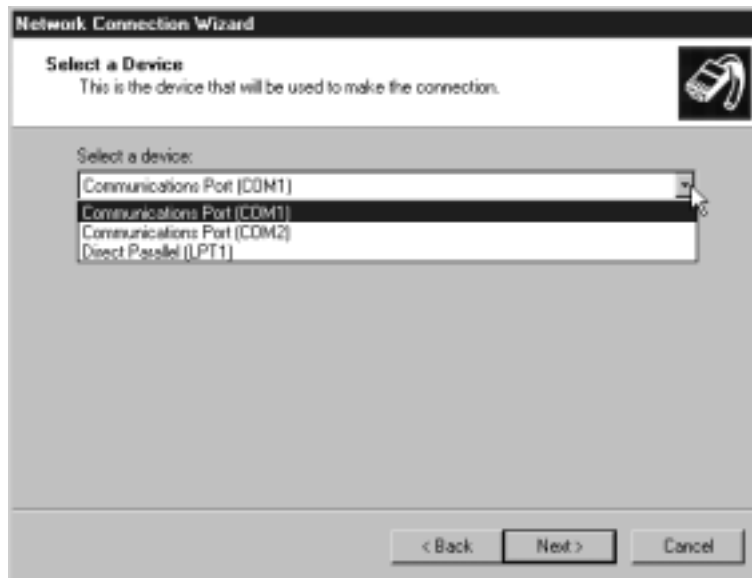 Network Connection Wizard
Select a Device
This is the device that will be used to make the connection.
Select a device:
Communications Port (COM1)
Communications Port (COM1)
Communications Port (COM2)
Direct Parallel (LPT1)
< Back Next > Cancel